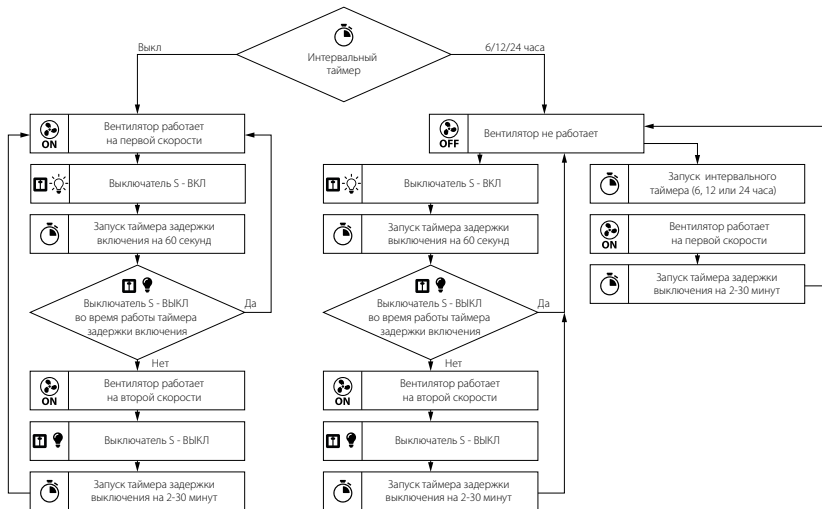 Интервальный
таймер
Выкл
6/12/24 часа
ON
Вентилятор работает
на первой скорости
Выключатель S - ВКЛ
Запуск таймера задержки
включения на 60 секунд
Выключатель S - ВЫКЛ
во время работы таймера
задержки включения
Да
Нет
ON
Вентилятор работает
на второй скорости
Выключатель S - ВЫКЛ
Запуск таймера задержки
выключения на 2-30 минут
OFF
Вентилятор не работает
Выключатель S - ВКЛ
Запуск таймера задержки
выключения на 60 секунд
Выключатель S - ВЫКЛ
во время работы таймера
задержки включения
Да
Нет
ON
Вентилятор работает
на второй скорости
Выключатель S - ВЫКЛ
Запуск таймера задержки
выключения на 2-30 минут
Запуск интервального
таймера (6, 12 или 24 часа)
ON
Вентилятор работает
на первой скорости
Запуск таймера задержки
выключения на 2-30 минут